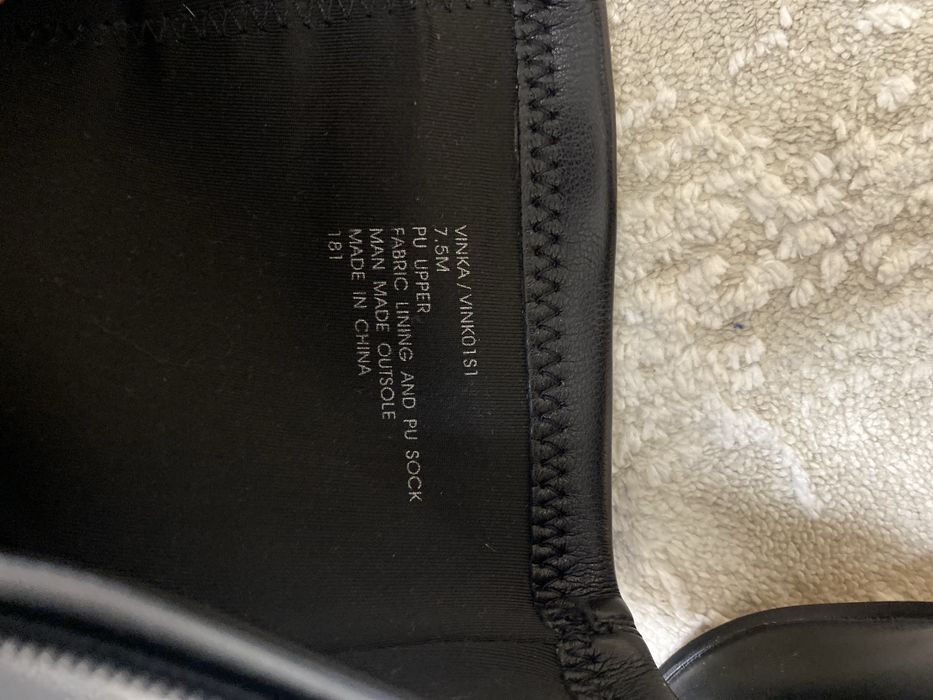 VINKA/VINK01S1
7.5M
PU UPPER
FABRIC LINING AND PU SOCK
MAN MADE OUTSOLE
MADE IN CHINA
181